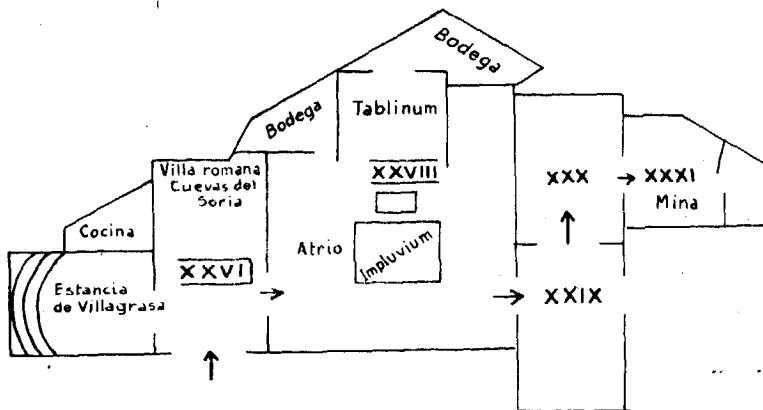 Bodega
Bodega
Tablinum
Villa romana
Cuevas del
Soria
XXVIII
XXX
XXXI
Mina
Cocina
Atrio
Impluvium
XXVI
Estancia
de Villagrasa
XXIX